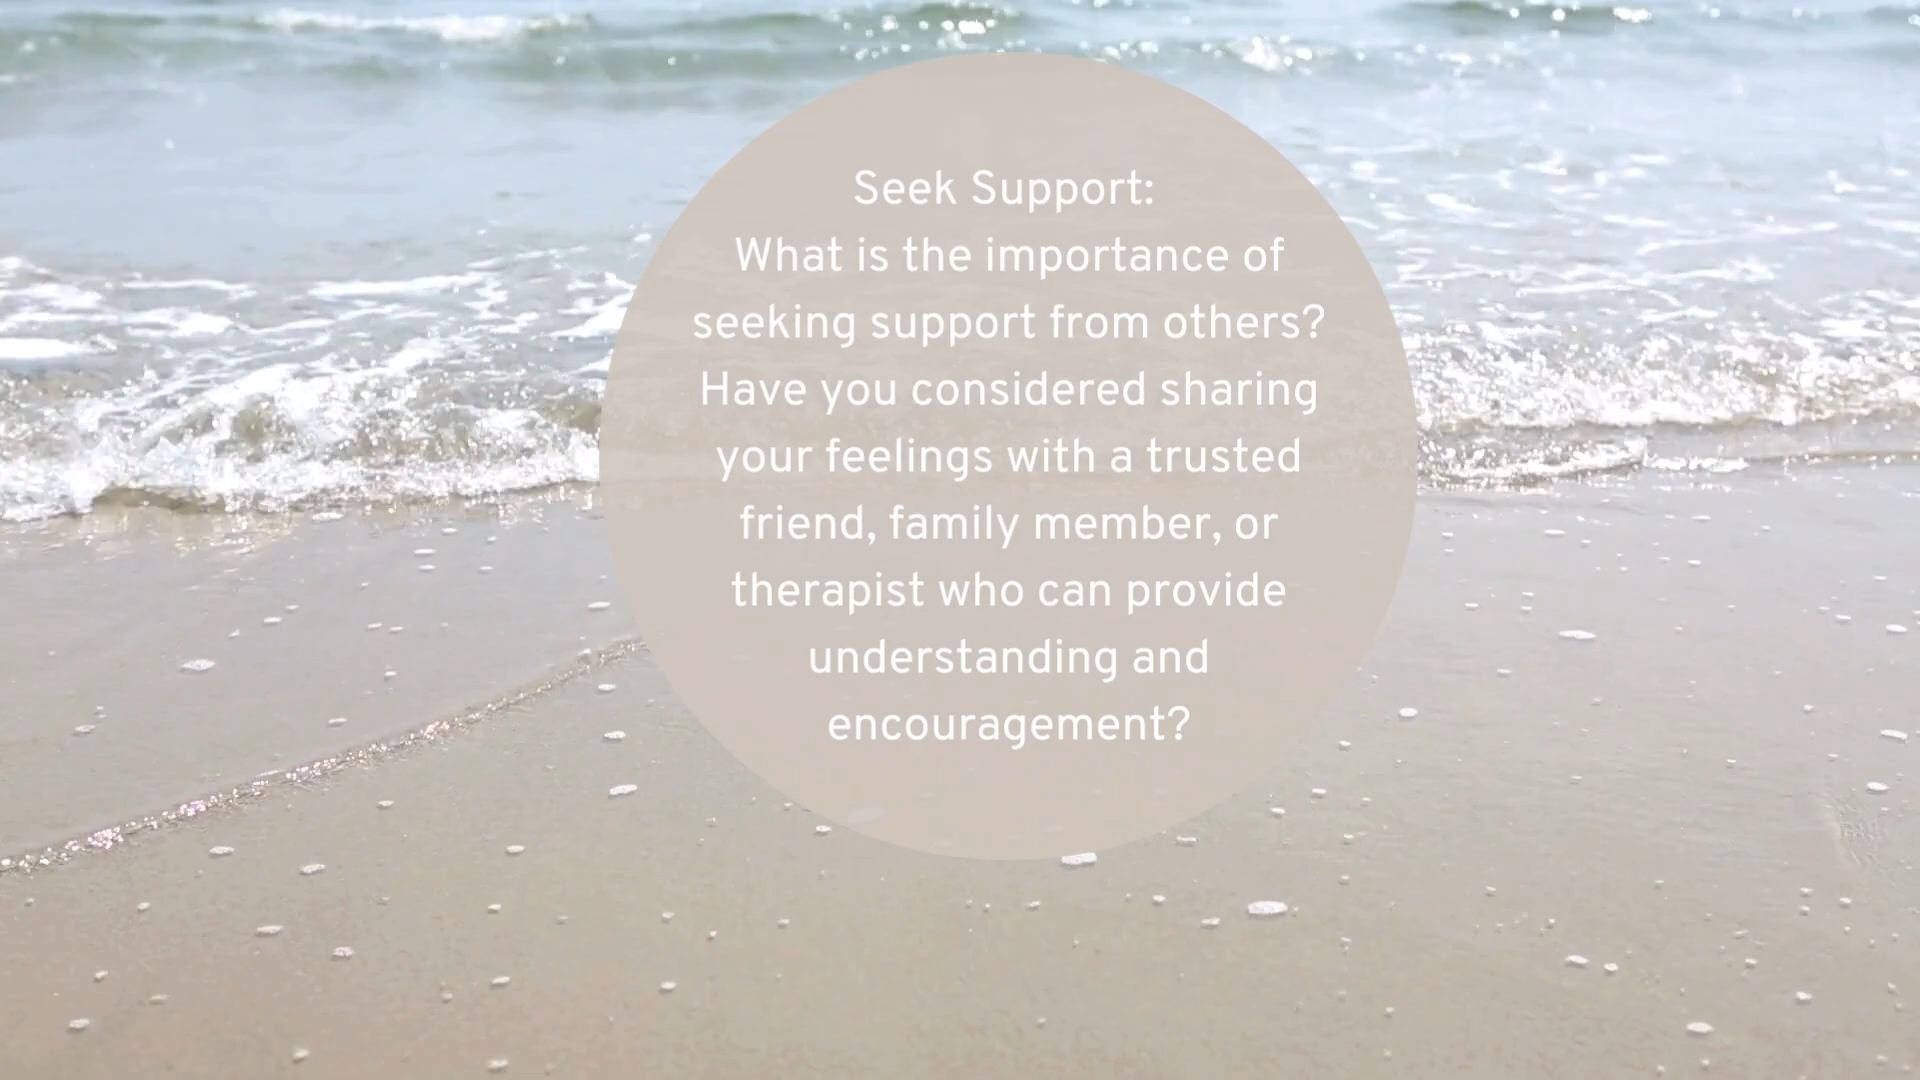 Seek Support:
What is the importance of
seeking support from others?
Have you considered sharing
your feelings with a trusted
friend, family member, or
therapist who can provide
understanding and
encouragement?